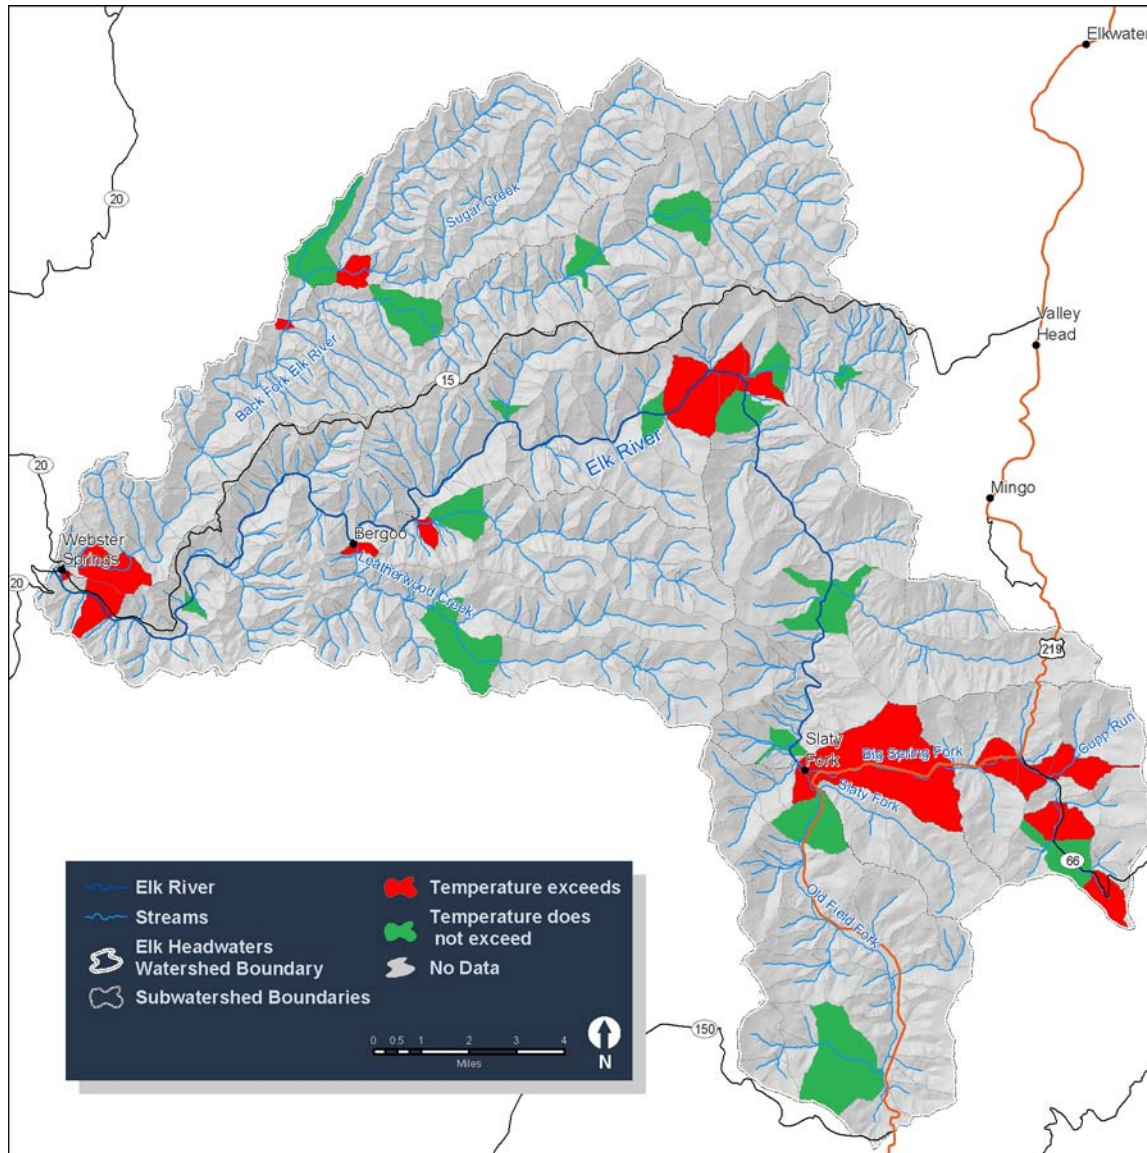 Elkwater
20
Sugar Creek
Valley
Head
Back Fork Elk River
15
Elk River
20
Mingo
Webster
Springs
Bergoo
20
Leatherwood Creek
219
Slaty
Fork
Big Spring Fork
Cupp Run
Slaty Fork
66
Old Field Fork
150
Elk River
Streams
Elk Headwaters
Watershed Boundary
Subwatershed Boundaries
Temperature exceeds
Temperature does
not exceed
No Data
0 0.5 1 2 3 4
Miles
N